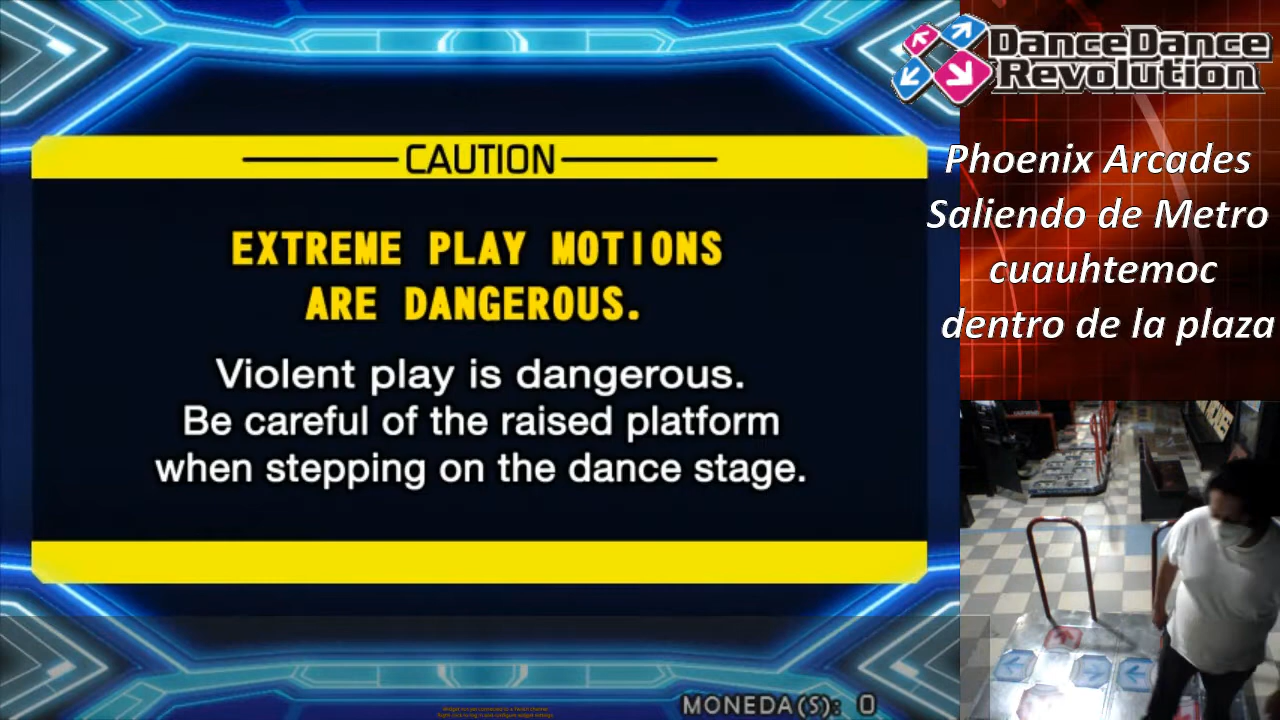 CAUTION
EXTREME PLAY MOTIONS
ARE DANGEROUS.
Violent play is dangerous.
Be careful of the raised platform
when stepping on the dance stage.
MONEDA(S): 0
DanceDance
Revolution
Phoenix Arcades
Saliendo de Metro
cuauhtemoc
dentro de la plaza